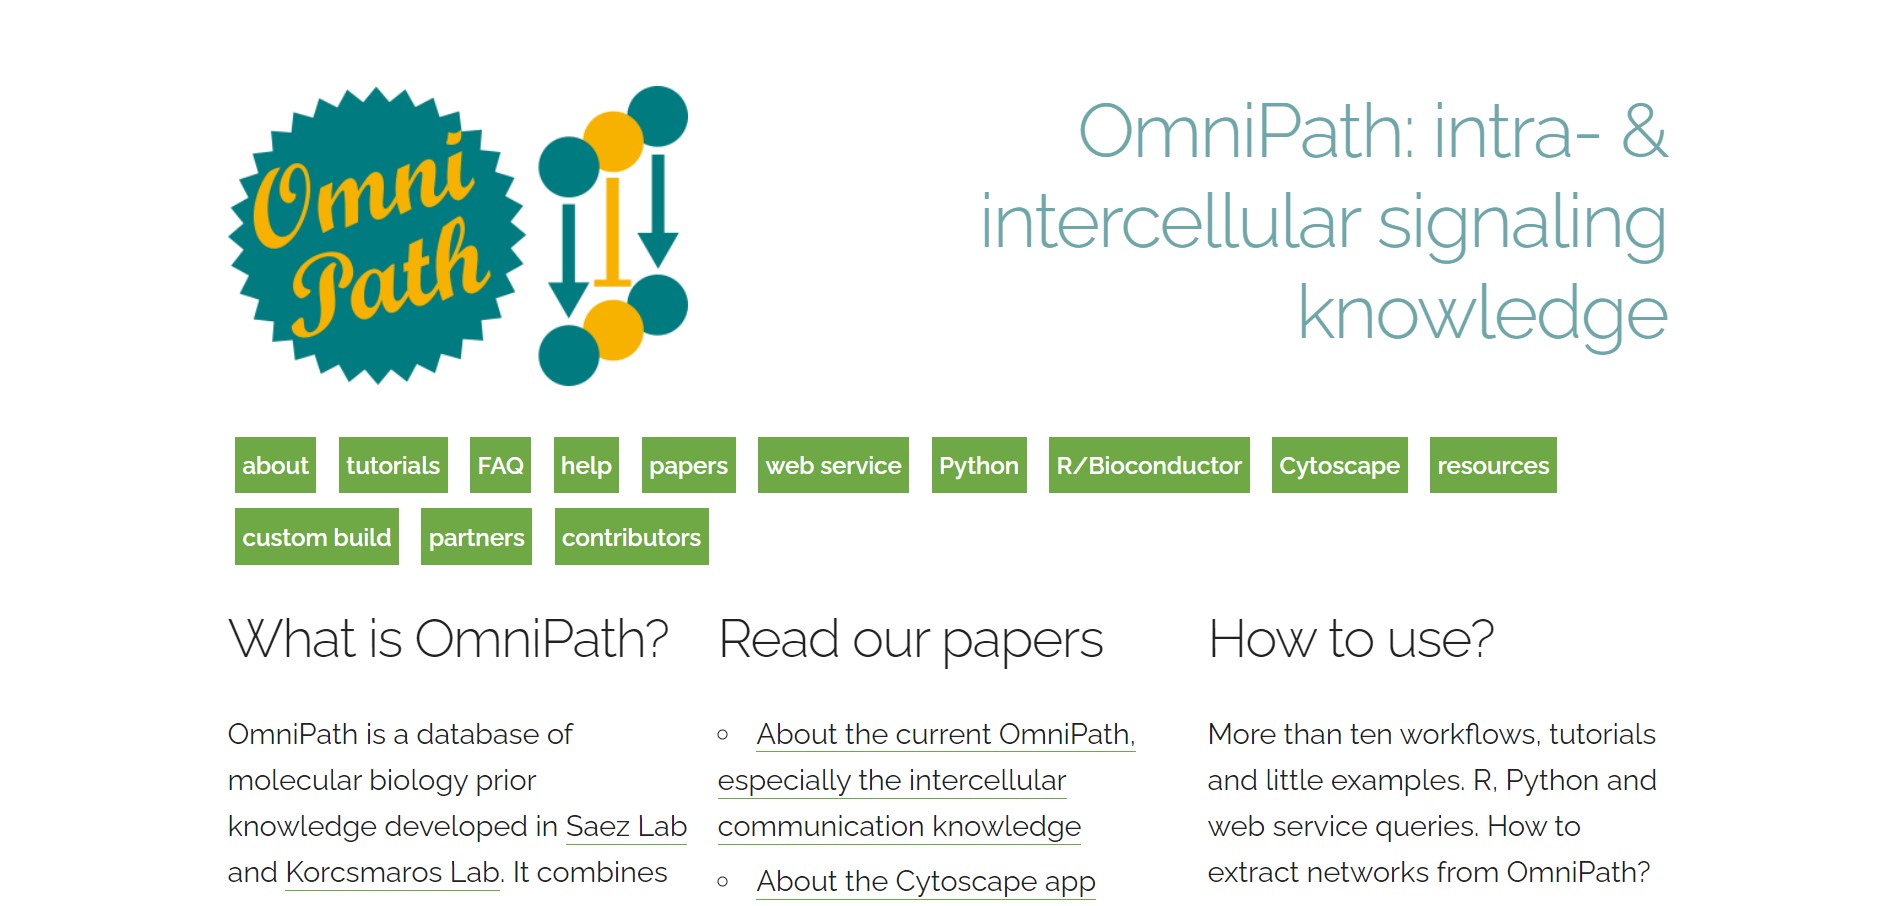 Omni
Path
OmniPath: intra- &
intercellular signaling
knowledge
about tutorials FAQ help papers web service Python R/Bioconductor Cytoscape resources
custom build partners contributors
What is OmniPath?
OmniPath is a database of
molecular biology prior
knowledge developed in Saez Lab
and Korcsmaros Lab. It combines
Read our papers
About the current OmniPath,
especially the intercellular
communication knowledge
About the Cytoscape app
How to use?
More than ten workflows, tutorials
and little examples. R, Python and
web service queries. How to
extract networks from OmniPath?